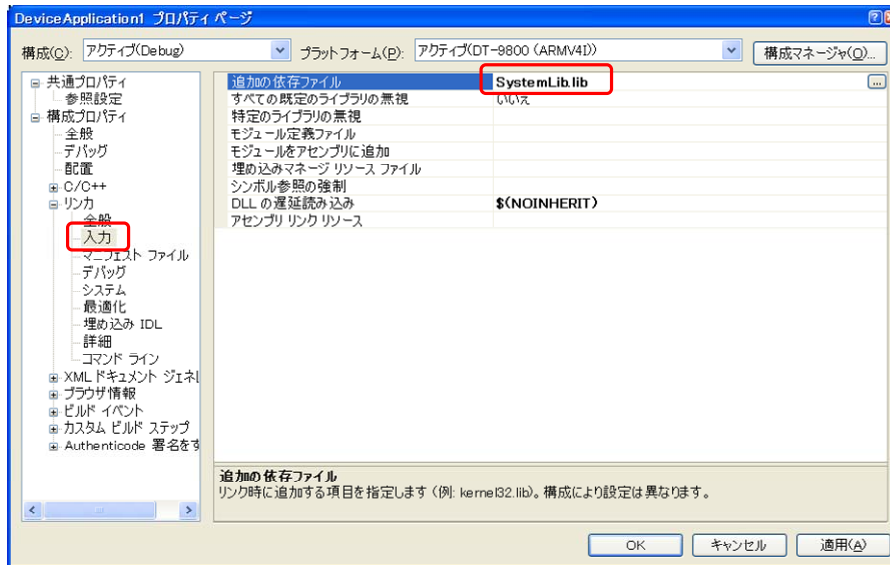 DeviceApplication1 プロパティ ページ
構成(C): アクティブ(Debug) プラットフォーム(P): アクティブ(DT-9800 (ARMV4I)) 構成マネージャ(O)...
共通プロパティ
参照設定
構成プロパティ
全般
デバッグ
配置
C/C++
リンカ
全般
入力
マニフェスト ファイル
デバッグ
システム
最適化
埋め込み IDL
詳細
コマンド ライン
XML ドキュメント ジェネ
ブラウザ情報
ビルド イベント
カスタム ビルド ステップ
Authenticode 署名をす
追加の依存ファイル SystemLib.lib ...
すべての既定のライブラリの無視 いいえ
特定のライブラリの無視
モジュール定義ファイル
モジュールをアセンブリに追加
埋め込みマネージ リソース ファイル
シンボル参照の強制
DLL の遅延読み込み $(NOINHERIT)
アセンブリ リンク リソース
追加の依存ファイル
リンク時に追加する項目を指定します (例: kernel32.lib)。構成により設定は異なります。
OK キャンセル 適用(A)